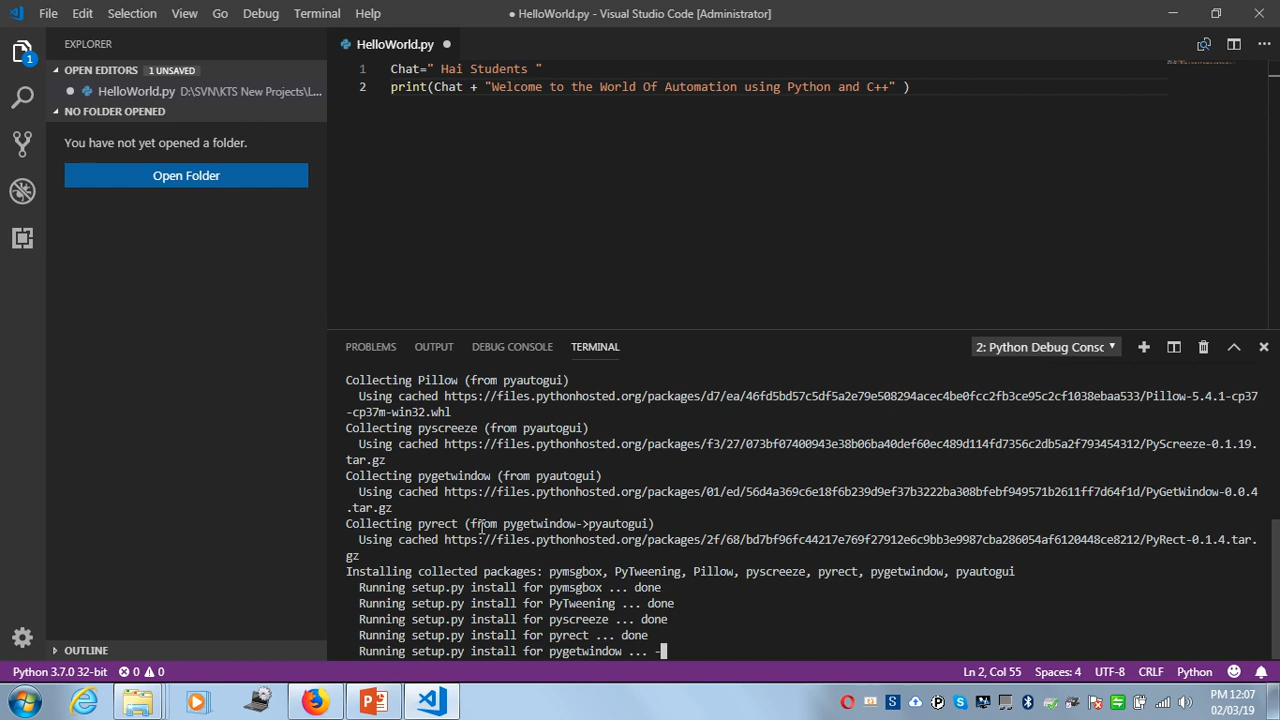 File Edit Selection View Go Debug Terminal Help
● HelloWorld.py - Visual Studio Code [Administrator]
EXPLORER
HelloWorld.py ●
OPEN EDITORS 1 UNSAVED
● HelloWorld.py D:\SVN\KTS New Projects\L...
NO FOLDER OPENED
You have not yet opened a folder.
Open Folder
1
1 Chat=" Hai Students "
2 print(Chat + "Welcome to the World Of Automation using Python and C++" )
PROBLEMS OUTPUT DEBUG CONSOLE TERMINAL
2: Python Debug Consc
Collecting Pillow (from pyautogui)
Using cached https://files.pythonhosted.org/packages/d7/ea/46fd5bd57c5df5a2e79e508294acec4be0fcc2fb3ce95c2cf1038ebaa533/Pillow-5.4.1-cp37
-cp37m-win32.whl
Collecting pyscreeze (from pyautogui)
Using cached https://files.pythonhosted.org/packages/f3/27/073bf07400943e38b06ba40def60ec489d114fd7356c2db5a2f793454312/PyScreeze-0.1.19.
tar.gz
Collecting pygetwindow (from pyautogui)
Using cached https://files.pythonhosted.org/packages/01/ed/56d4a369c6e18f6b239d9ef37b3222ba308bfebf949571b2611ff7d64f1d/PyGetWindow-0.0.4
.tar.gz
Collecting pyrect (from pygetwindow->pyautogui)
Using cached https://files.pythonhosted.org/packages/2f/68/bd7bf96fc44217e769f27912e6c9bb3e9987cba286054af6120448ce8212/PyRect-0.1.4.tar.
gz
Installing collected packages: pymsgbox, PyTweening, Pillow, pyscreeze, pyrect, pygetwindow, pyautogui
Running setup.py install for pymsgbox ... done
Running setup.py install for PyTweening ... done
Running setup.py install for pyscreeze ... done
Running setup.py install for pyrect ... done
Running setup.py install for pygetwindow ... -
OUTLINE
Python 3.7.0 32-bit 0 0
Ln 2, Col 55 Spaces: 4 UTF-8 CRLF Python
PM 12:07
02/03/19